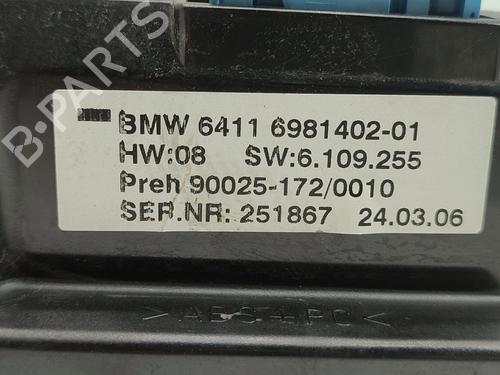 B-PARTS
BMW 6411 6981402-01
HW:08 SW:6.109.255
Preh 90025-172/0010
SER.NR: 251867 24.03.06
>ABS+PC<